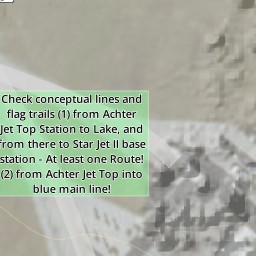 Check conceptual lines and
flag trails (1) from Achter
Jet Top Station to Lake, and
from there to Star Jet II base
station - At least one Route!
(2) from Achter Jet Top into
blue main line!